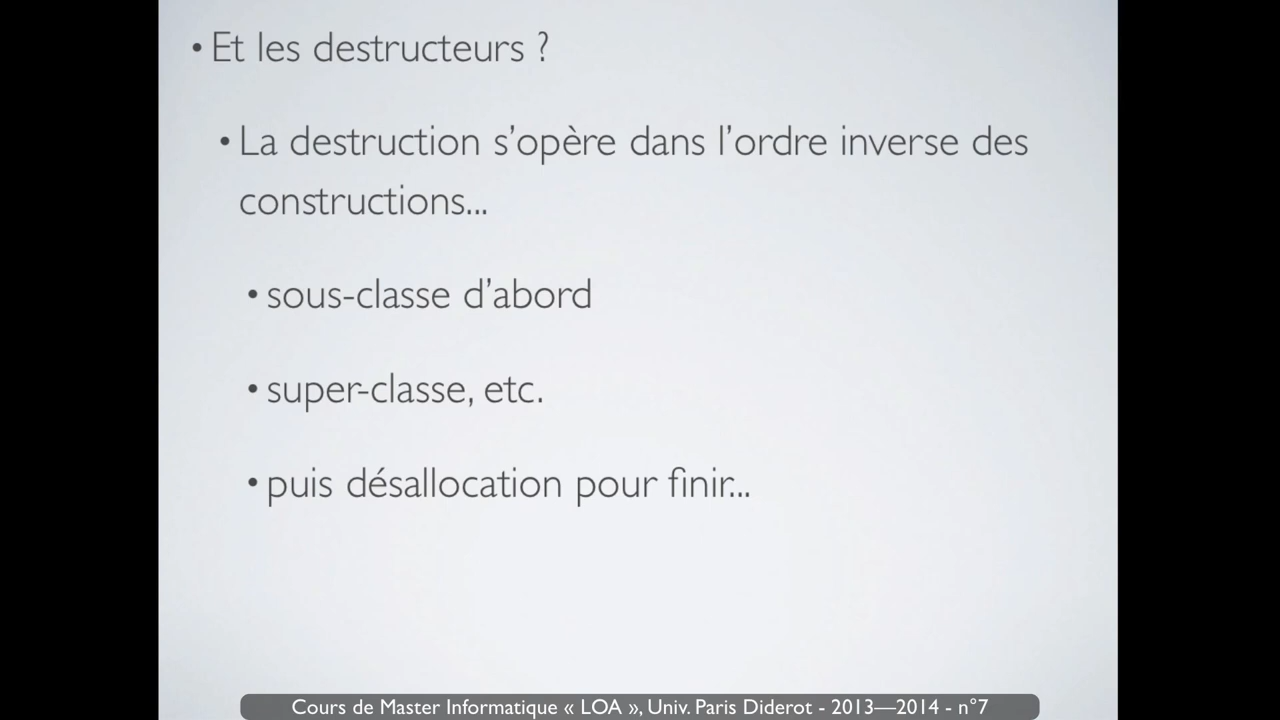 • Et les destructeurs ?
• La destruction s’opère dans l’ordre inverse des
constructions...
• sous-classe d’abord
• super-classe, etc.
• puis désallocation pour finir...
Cours de Master Informatique « LOA », Univ. Paris Diderot - 2013—2014 - n°7